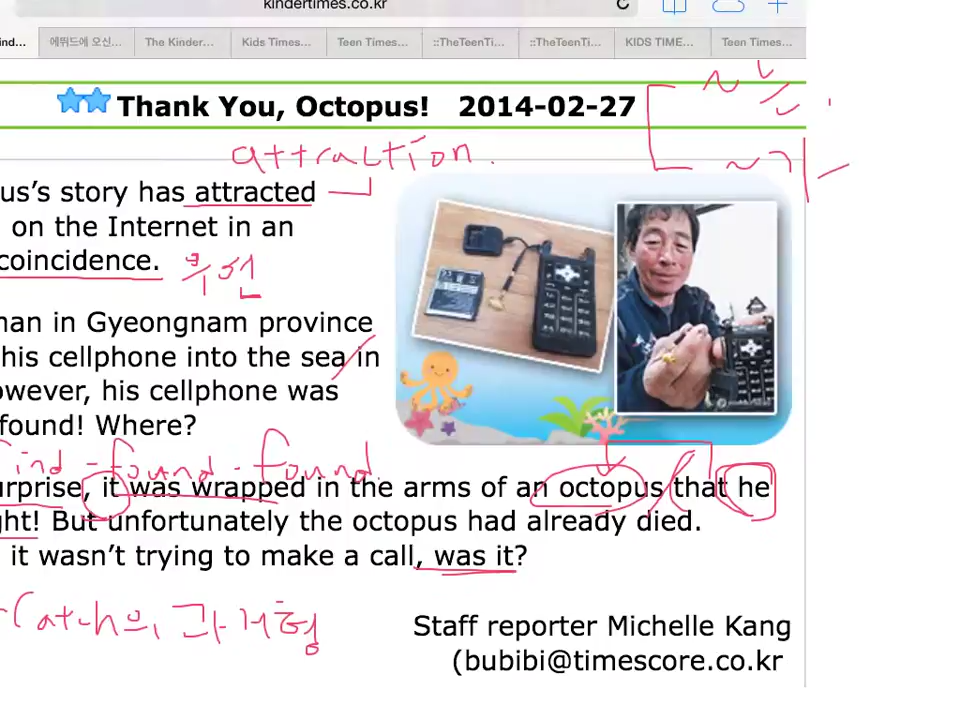 kindertimes.co.kr
ind...
에뛰드에 오신...
The Kinder...
Kids Times...
Teen Times...
::TheTeenTi...
::TheTeenTi...
KIDS TIME...
Teen Times...
Thank You, Octopus! 2014-02-27
attraction.
us's story has attracted
on the Internet in an
coincidence. 우연
man in Gyeongnam province
his cellphone into the sea in
owever, his cellphone was
found! Where?
find - found - found
urprise, it was wrapped in the arms of an octopus that he
ght! But unfortunately the octopus had already died.
it wasn't trying to make a call, was it?
Catch의 과거형
Staff reporter Michelle Kang
(bubibi@timescore.co.kr